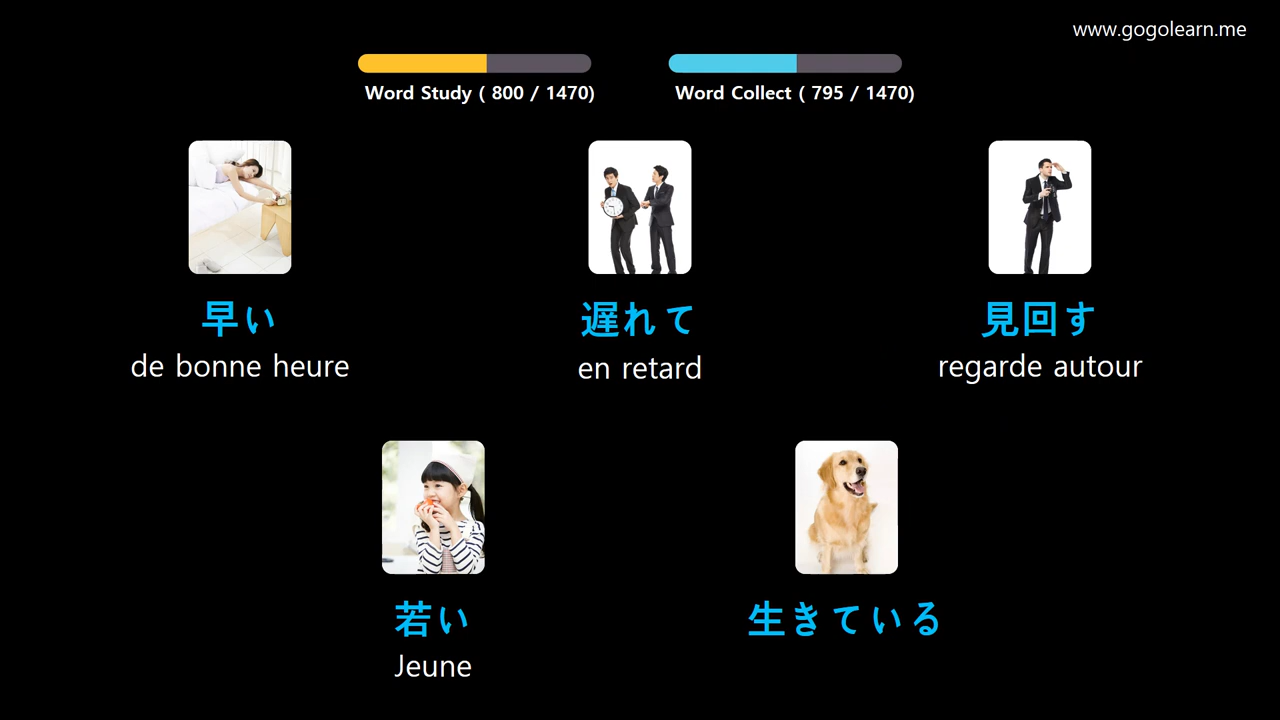 www.gogolearn.me
Word Study ( 800 / 1470)
Word Collect ( 795 / 1470)
早い
de bonne heure
遅れて
en retard
見回す
regarde autour
若い
Jeune
生きている